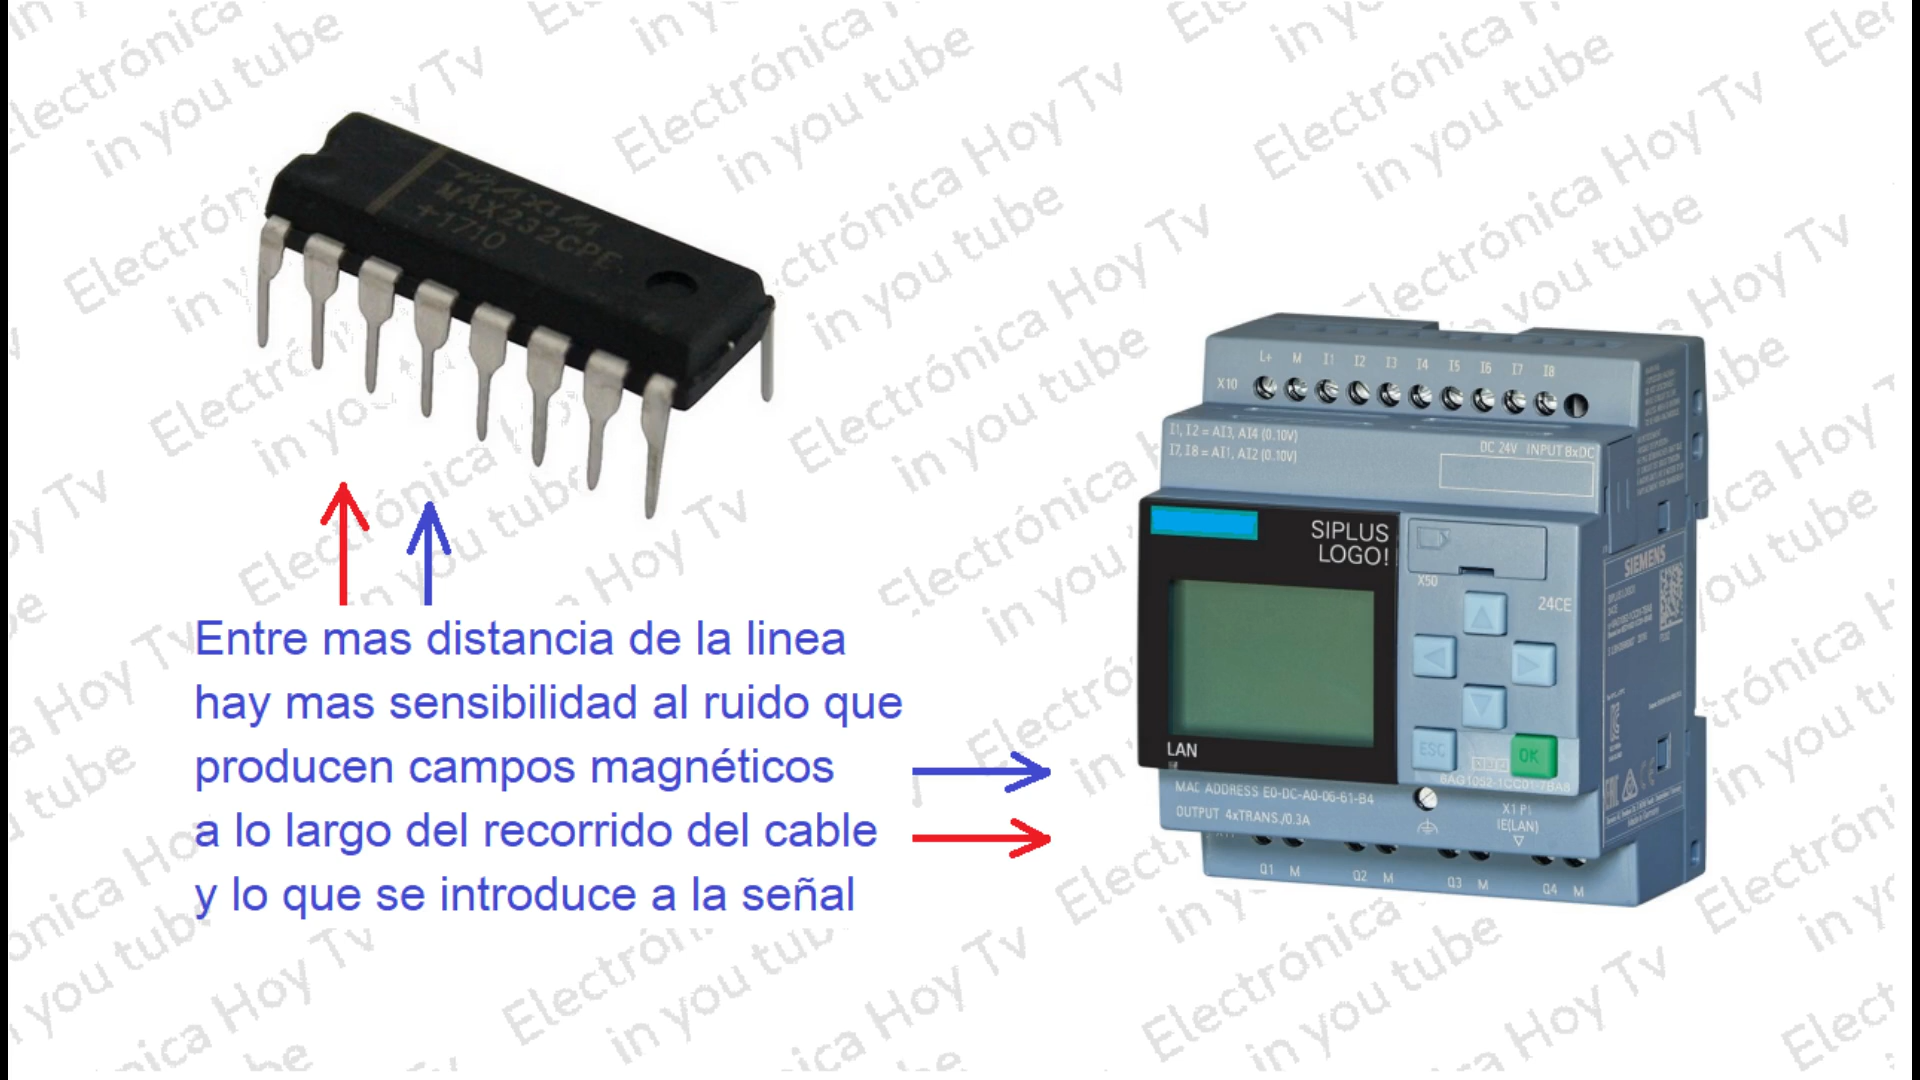 Electrónica Hoy Tv
in you tube
MAXIM
MAX232CPE
+1710
L+ M I1 I2 I3 I4 I5 I6 I7 I8
X10
I1, I2 = AI3, AI4 (0.10V)
I7, I8 = AI1, AI2 (0.10V)
DC 24V INPUT 8xDC
SIPLUS
LOGO!
X50
24CE
SIEMENS
Entre mas distancia de la linea
hay mas sensibilidad al ruido que
producen campos magnéticos
a lo largo del recorrido del cable
y lo que se introduce a la señal
LAN
ESC
OK
6AG1052-1CC01-7BA8
MAC ADDRESS E0-DC-A0-06-61-B4
OUTPUT 4xTRANS./0.3A
X1 P1
IE(LAN)
Q1 M Q2 M Q3 M Q4 M